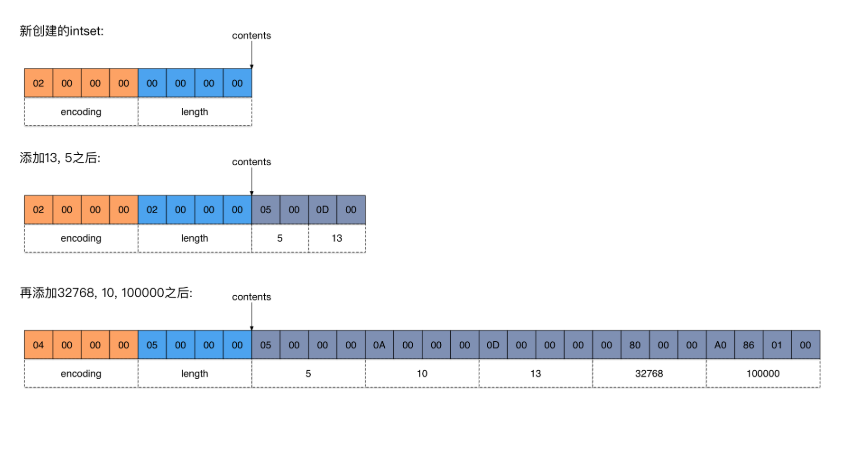 新创建的intset:
contents
02 00 00 00 00 00 00 00
encoding length
添加13, 5之后:
contents
02 00 00 00 02 00 00 00 05 00 0D 00
encoding length 5 13
再添加32768, 10, 100000之后:
contents
04 00 00 00 05 00 00 00 05 00 00 00 0A 00 00 00 0D 00 00 00 00 80 00 00 A0 86 01 00
encoding length 5 10 13 32768 100000